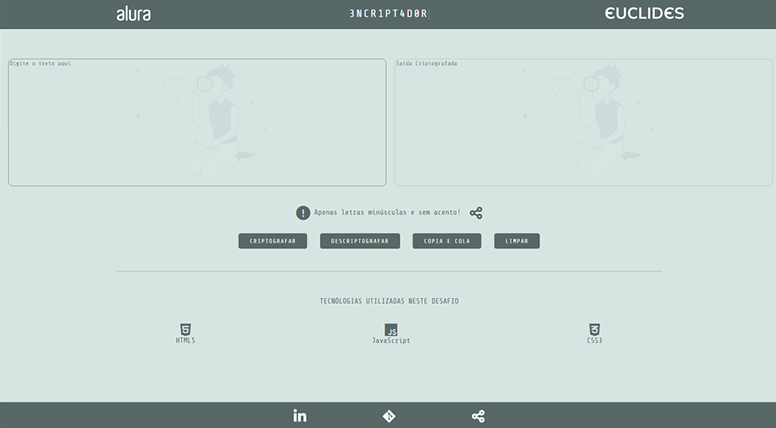 alura
3NCR1PT4D0R
EUCLIDES
Digite o texto aqui
Saída Criptografada
! Apenas letras minúsculas e sem acento!
CRIPTOGRAFAR
DESCRIPTOGRAFAR
COPIA E COLA
LIMPAR
TECNOLOGIAS UTILIZADAS NESTE DESAFIO
5
JS
3
HTML5
JavaScript
CSS3
in